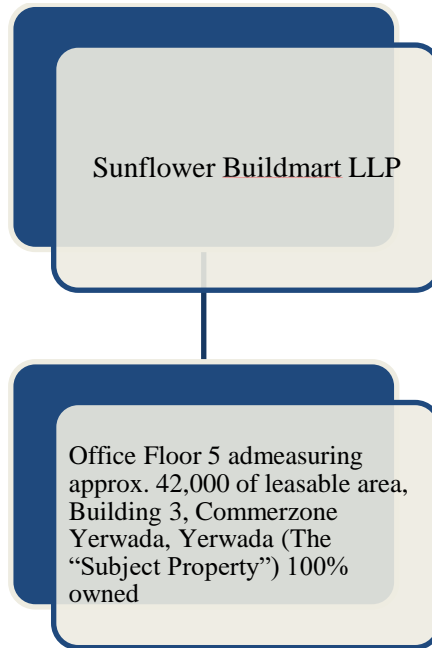 Sunflower Buildmart LLP
Office Floor 5 admeasuring
approx. 42,000 of leasable area,
Building 3, Commerzone
Yerwada, Yerwada (The
“Subject Property”) 100%
owned